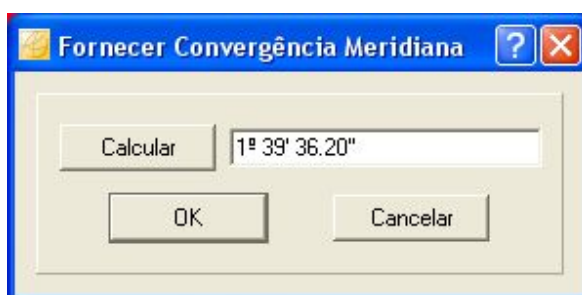 Fornecer Convergência Meridiana
Calcular 1º 39' 36.20"
OK Cancelar